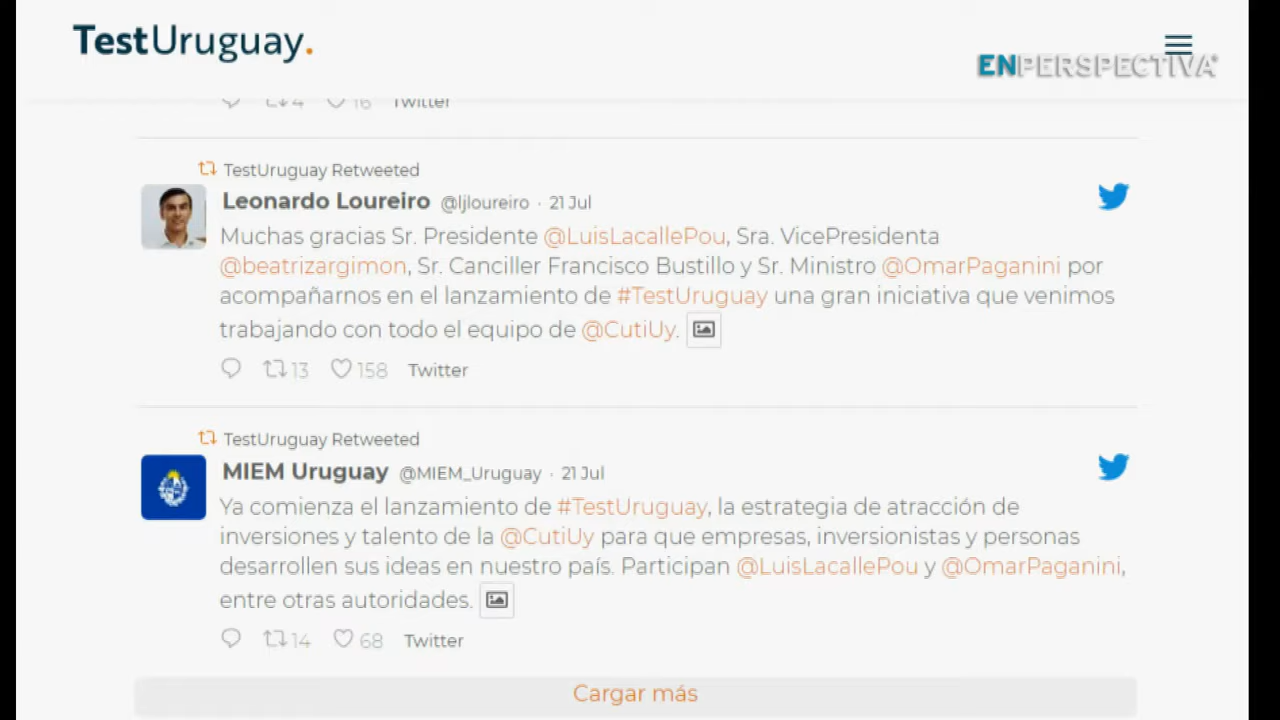 TestUruguay.
ENPERSPECTIVA
4 16 Twitter
TestUruguay Retweeted
Leonardo Loureiro @ljloureiro · 21 Jul
Muchas gracias Sr. Presidente @LuisLacallePou, Sra. VicePresidenta
@beatrizargimon, Sr. Canciller Francisco Bustillo y Sr. Ministro @OmarPaganini por
acompañarnos en el lanzamiento de #TestUruguay una gran iniciativa que venimos
trabajando con todo el equipo de @CutiUy.
13 158 Twitter
TestUruguay Retweeted
MIEM Uruguay @MIEM_Uruguay · 21 Jul
Ya comienza el lanzamiento de #TestUruguay, la estrategia de atracción de
inversiones y talento de la @CutiUy para que empresas, inversionistas y personas
desarrollen sus ideas en nuestro país. Participan @LuisLacallePou y @OmarPaganini,
entre otras autoridades.
14 68 Twitter
Cargar más